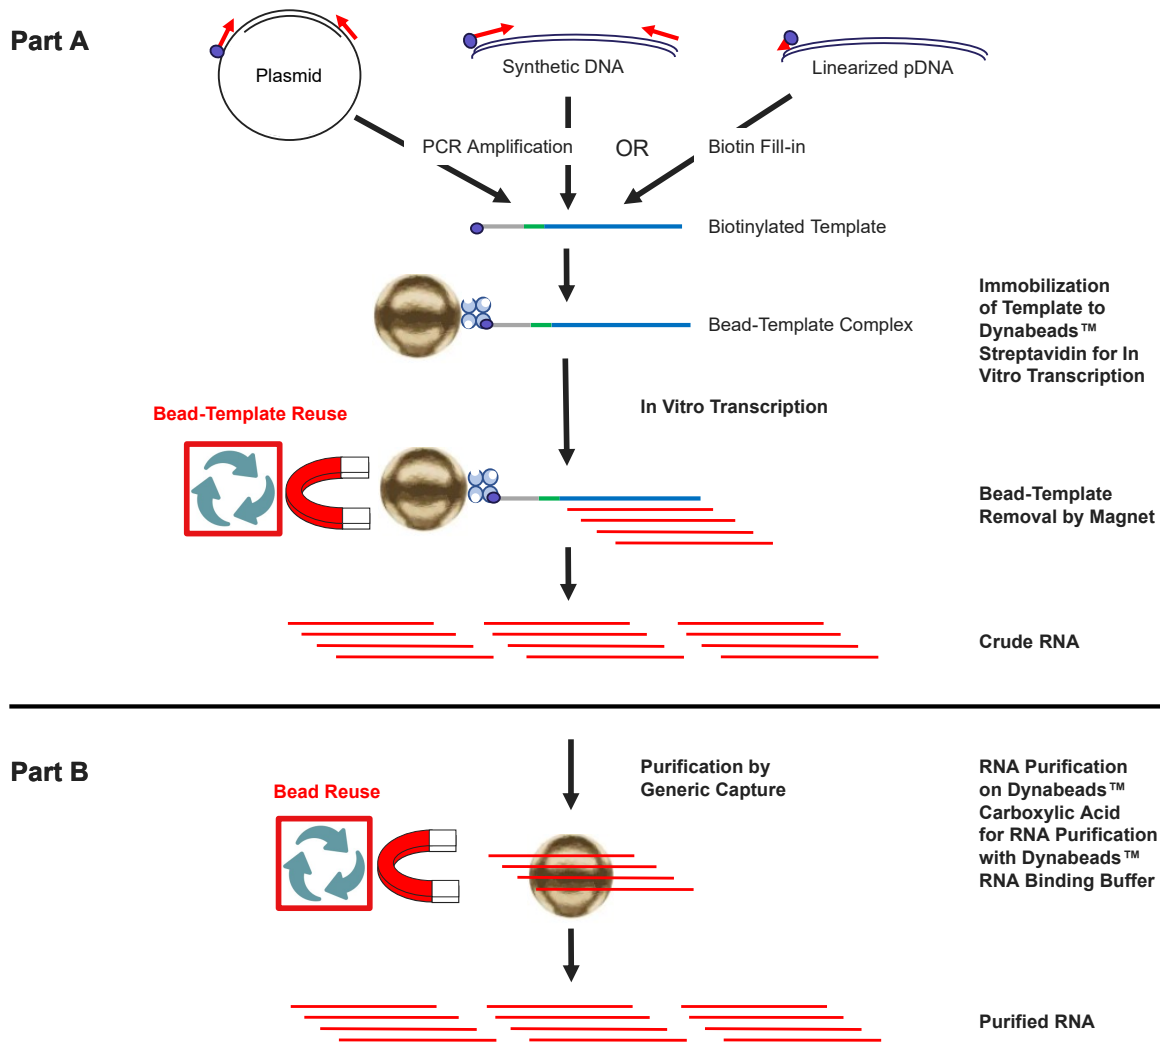 Part A
Plasmid
Synthetic DNA
Linearized pDNA
PCR Amplification
OR
Biotin Fill-in
Biotinylated Template
Bead-Template Complex
Immobilization
of Template to
Dynabeads™
Streptavidin for In
Vitro Transcription
In Vitro Transcription
Bead-Template Reuse
Bead-Template
Removal by Magnet
Crude RNA
Part B
Purification by
Generic Capture
Bead Reuse
RNA Purification
on Dynabeads™
Carboxylic Acid
for RNA Purification
with Dynabeads™
RNA Binding Buffer
Purified RNA